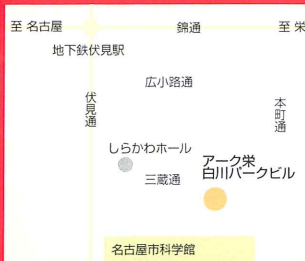 至 名古屋
錦通
至 栄
地下鉄伏見駅
広小路通
伏見通
本町通
しらかわホール
アーク栄
白川パークビル
三蔵通
名古屋市科学館